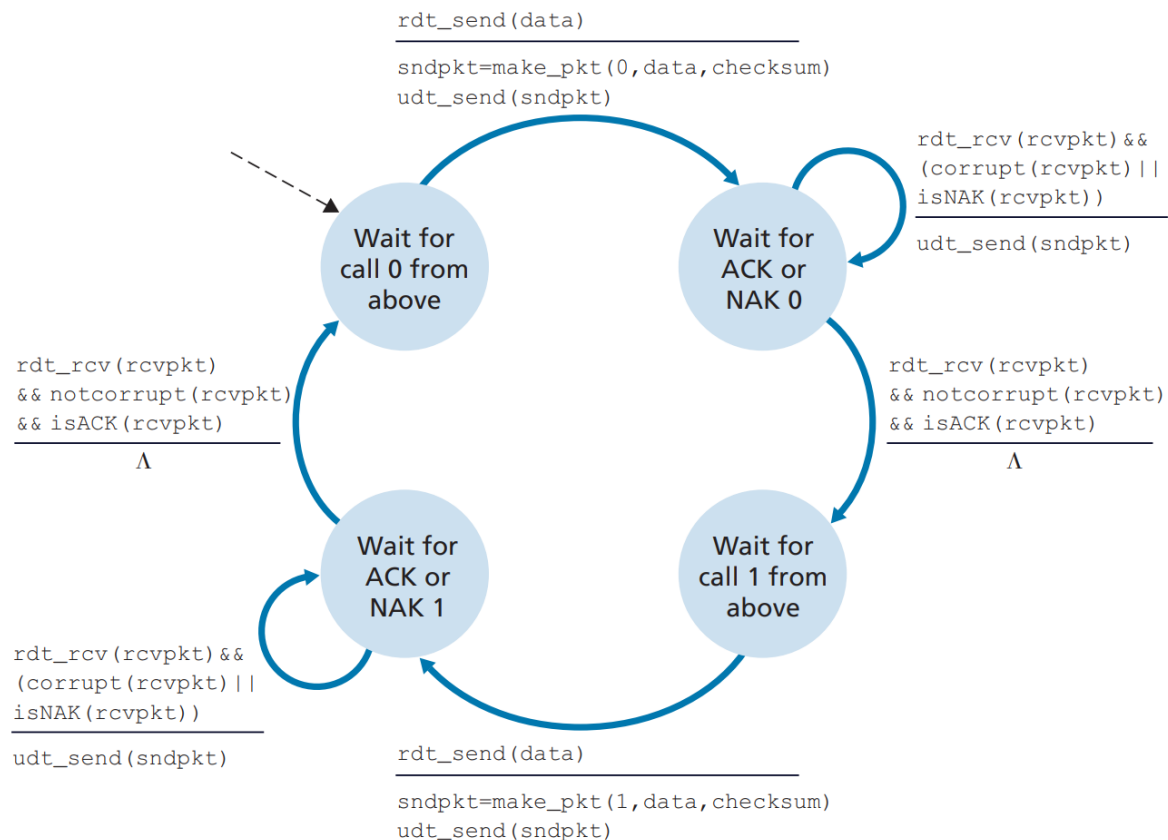 rdt_send(data)
sndpkt=make_pkt(0,data,checksum)
udt_send(sndpkt)
rdt_rcv(rcvpkt)&&
(corrupt(rcvpkt)||
isNAK(rcvpkt))
udt_send(sndpkt)
Wait for
call 0 from
above
Wait for
ACK or
NAK 0
rdt_rcv(rcvpkt)
&& notcorrupt(rcvpkt)
&& isACK(rcvpkt)
Λ
rdt_rcv(rcvpkt)
&& notcorrupt(rcvpkt)
&& isACK(rcvpkt)
Λ
Wait for
ACK or
NAK 1
Wait for
call 1 from
above
rdt_rcv(rcvpkt)&&
(corrupt(rcvpkt)||
isNAK(rcvpkt))
udt_send(sndpkt)
rdt_send(data)
sndpkt=make_pkt(1,data,checksum)
udt_send(sndpkt)